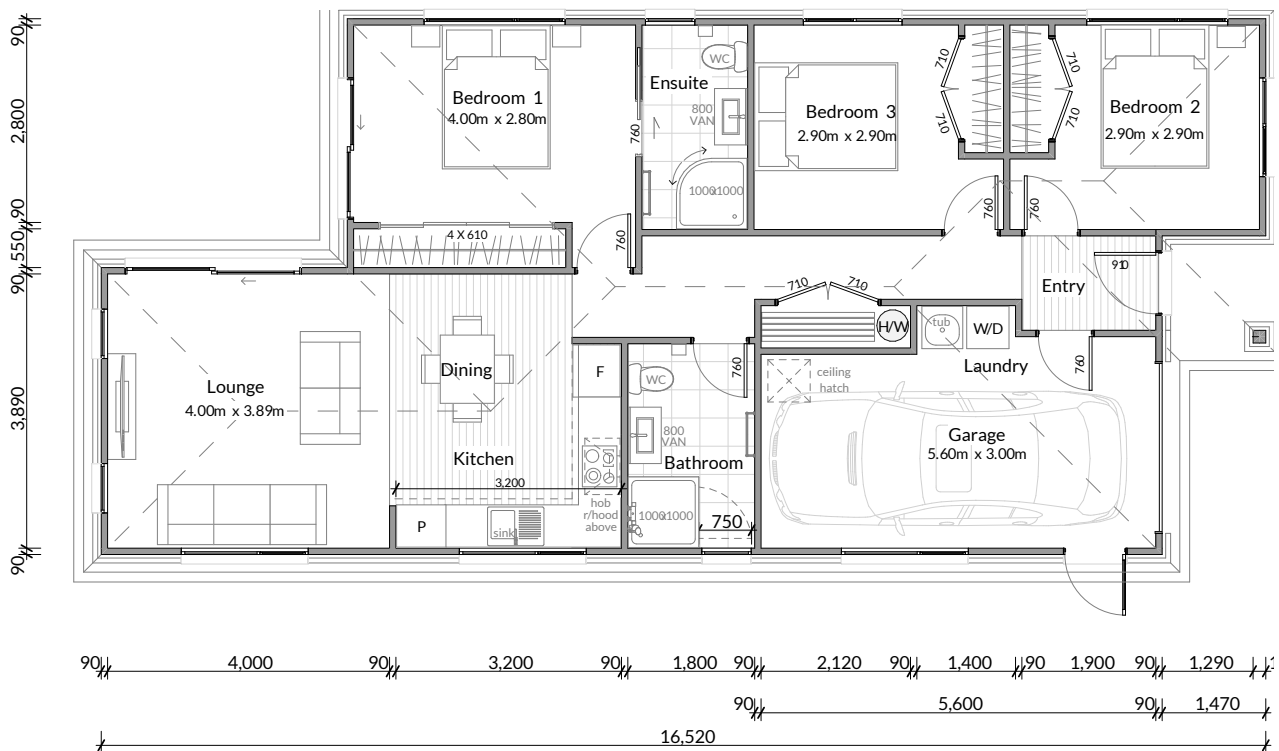 90
2,800
90
550
90
3,890
90
Bedroom 1
4.00m x 2.80m
4 X 610
760
Ensuite
WC
800
VAN
760
1000x1000
Bedroom 3
2.90m x 2.90m
710
710
760
Bedroom 2
2.90m x 2.90m
710
710
760
Entry
910
Lounge
4.00m x 3.89m
Dining
Kitchen
3,200
F
P
sink
hob
r/hood
above
WC
800
VAN
760
Bathroom
1000x1000
750
710
710
H/W
tub
W/D
Laundry
760
ceiling
hatch
Garage
5.60m x 3.00m
90 4,000 90 3,200 90 1,800 90 2,120 90 1,400 90 1,900 90 1,290
90 5,600 90 1,470
16,520